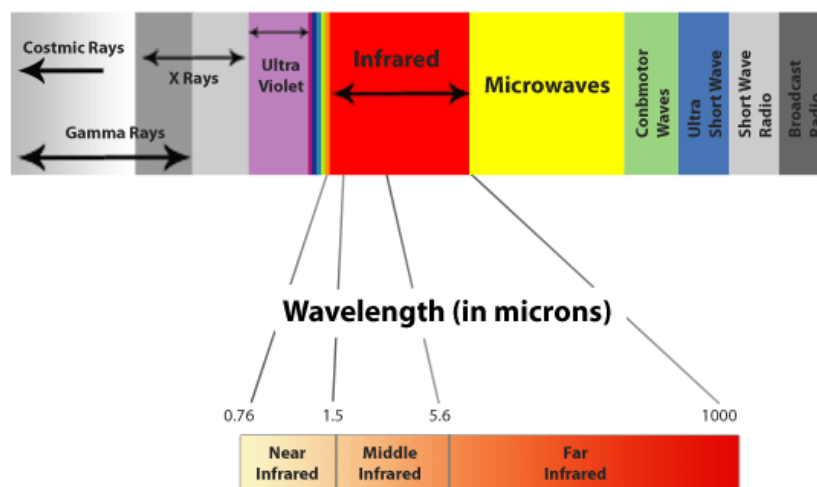 Costmic Rays
X Rays
Gamma Rays
Ultra
Violet
Infrared
Microwaves
Conbmotor
Waves
Ultra
Short Wave
Short Wave
Radio
Broadcast
Radio
Wavelength (in microns)
0.76
1.5
5.6
1000
Near
Infrared
Middle
Infrared
Far
Infrared